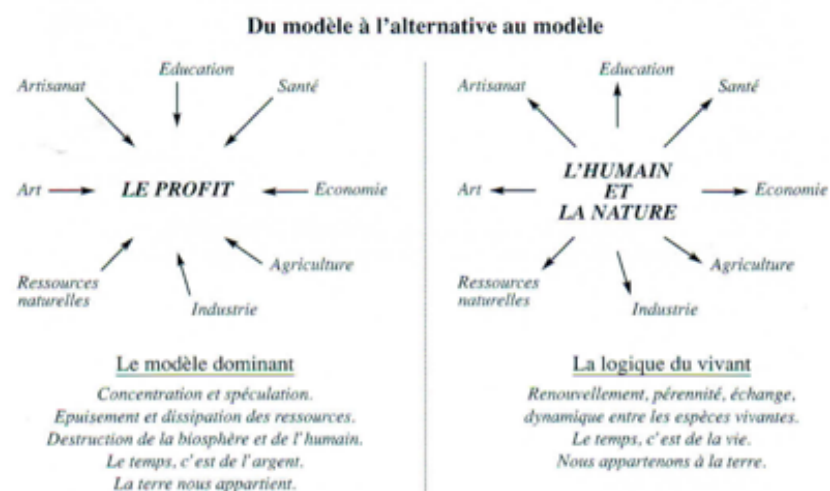 Du modèle à l'alternative au modèle
Education
Artisanat
Santé
Art
LE PROFIT
Economie
Ressources
naturelles
Agriculture
Industrie
Le modèle dominant
Concentration et spéculation.
Epuisement et dissipation des ressources.
Destruction de la biosphère et de l'humain.
Le temps, c'est de l'argent.
La terre nous appartient.
Education
Artisanat
Santé
L'HUMAIN
ET
LA NATURE
Art
Economie
Ressources
naturelles
Agriculture
Industrie
La logique du vivant
Renouvellement, pérennité, échange,
dynamique entre les espèces vivantes.
Le temps, c'est de la vie.
Nous appartenons à la terre.